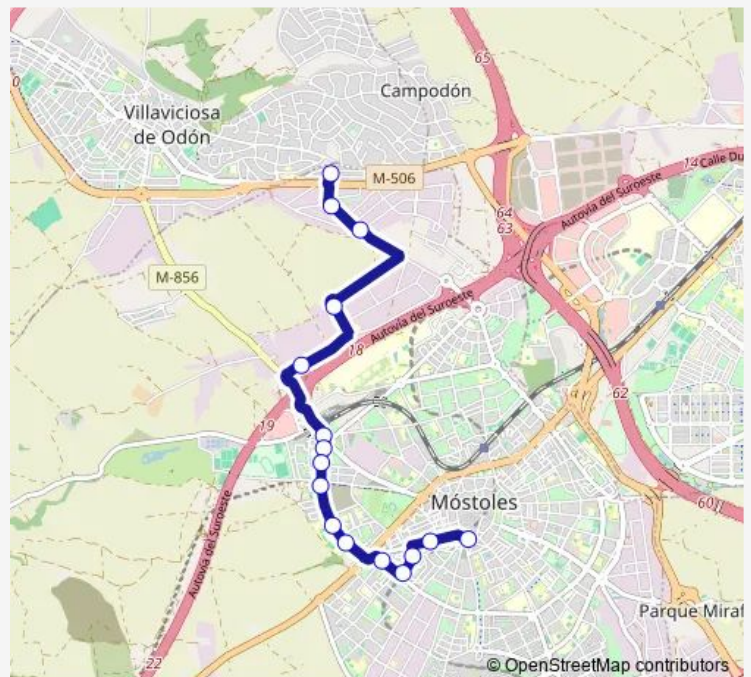 65
Campodón
Villaviciosa
de Odón
M-506
14
Calle Du
Autovía del Suroeste
64
63
M-856
Autovía del Suroeste
18
62
19
Móstoles
60
Autovía del Suroeste
Parque Miraf
22
© OpenStreetMap contributors